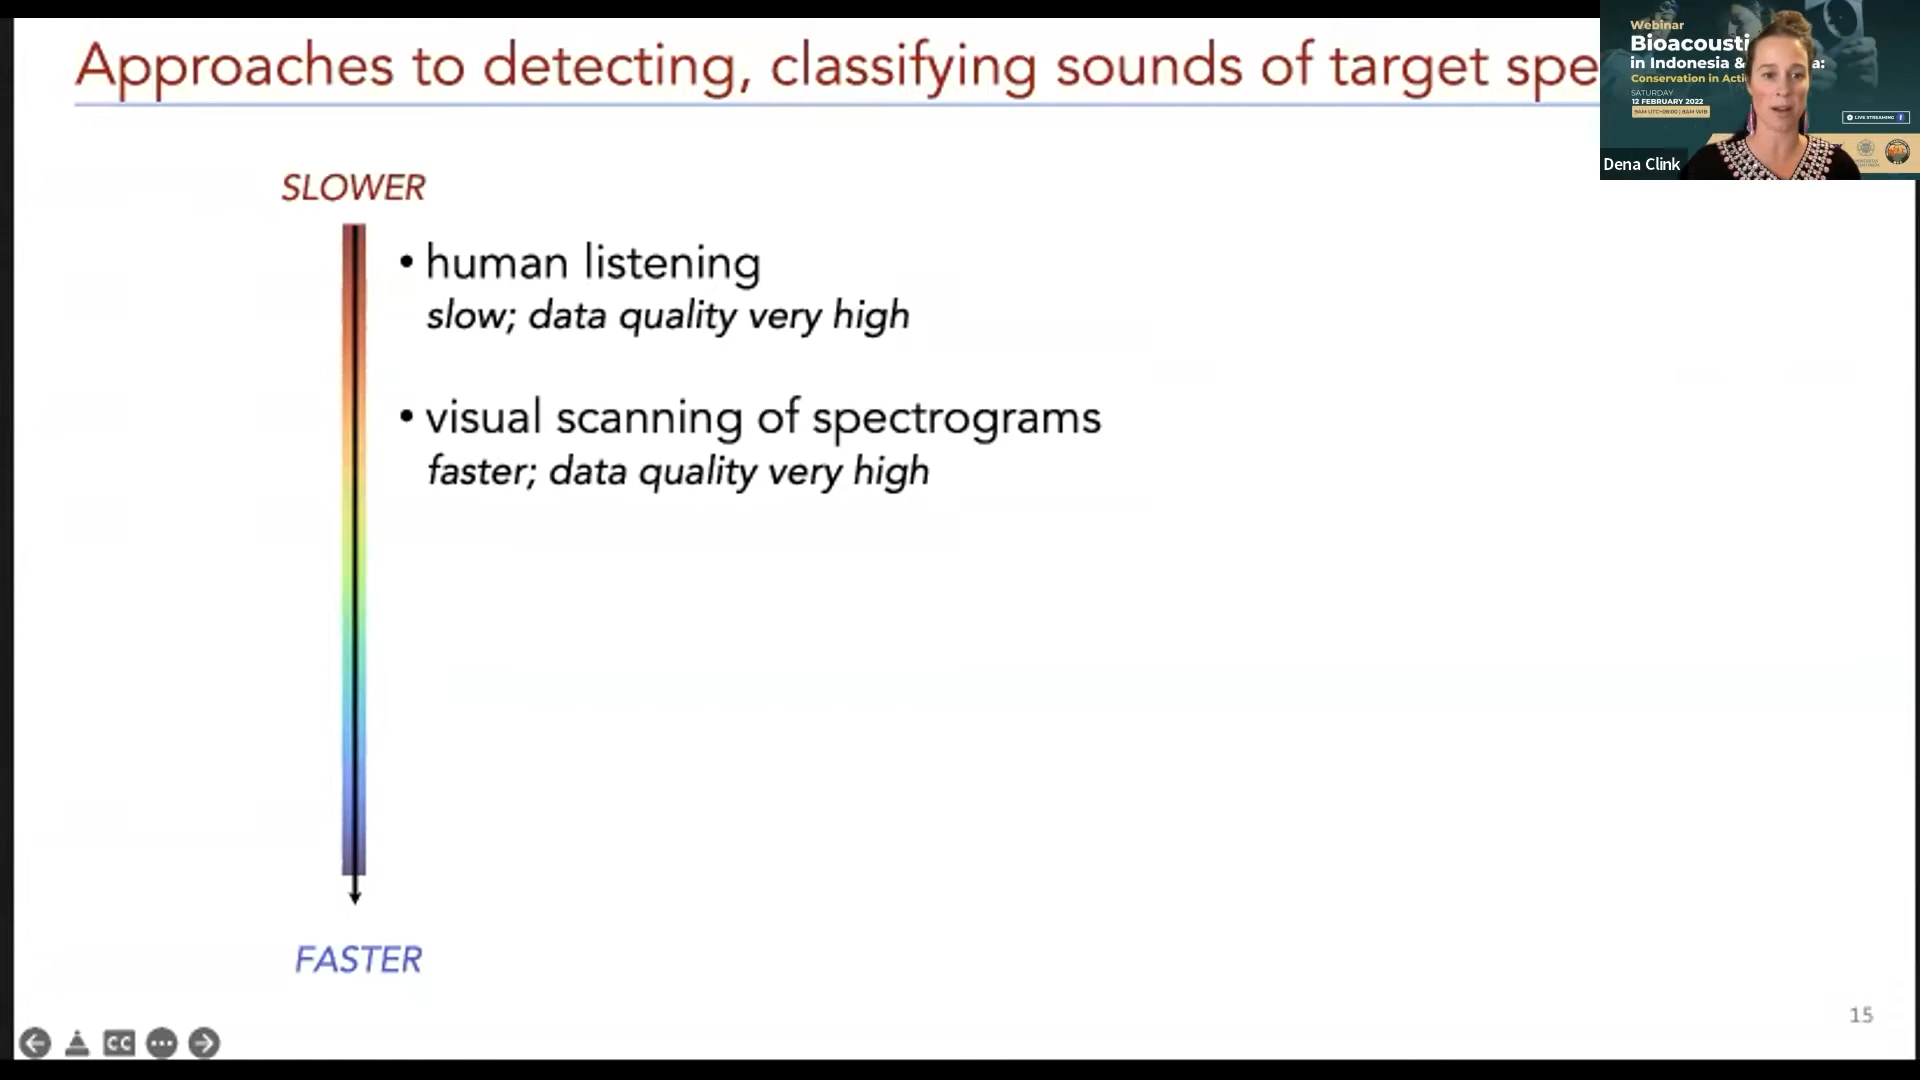 Approaches to detecting, classifying sounds of target spe
Webinar
Bioacousti
in Indonesia & a:
Conservation in Acti
SATURDAY
12 FEBRUARY 2022
LIVE STREAMING
Dena Clink
SLOWER
• human listening
slow; data quality very high
• visual scanning of spectrograms
faster; data quality very high
FASTER
15
CC